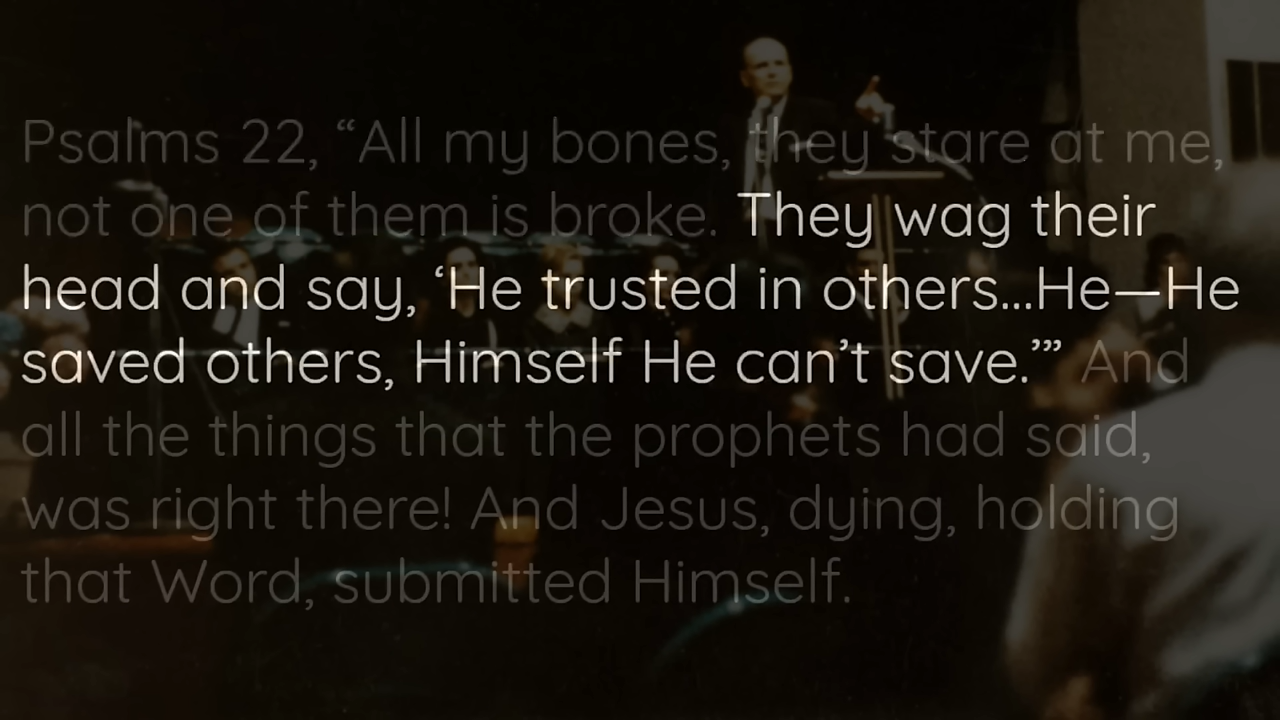 Psalms 22, “All my bones, they stare at me,
not one of them is broke. They wag their
head and say, ‘He trusted in others...He—He
saved others, Himself He can’t save.’” And
all the things that the prophets had said,
was right there! And Jesus, dying, holding
that Word, submitted Himself.